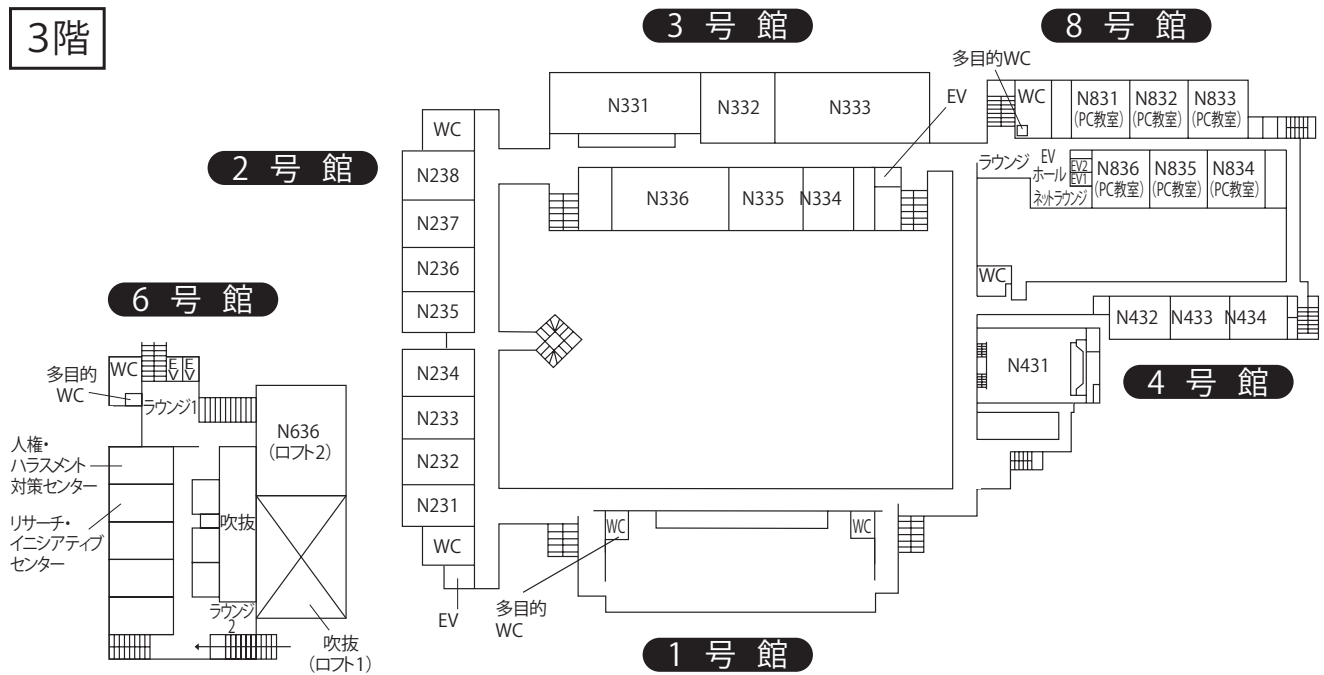 3階
3 号 館
8 号 館
多目的WC
EV
WC
N331
N332
N333
N831
(PC教室)
N832
(PC教室)
N833
(PC教室)
2 号 館
WC
N238
N237
N236
N235
N234
N233
N232
N231
WC
EV
N336
N335
N334
ラウンジ
EV
ホール
EV2
EV1
ネットラウンジ
N836
(PC教室)
N835
(PC教室)
N834
(PC教室)
WC
N432
N433
N434
N431
4 号 館
6 号 館
WC
EV
EV
多目的
WC
ラウンジ1
N636
(ロフト2)
人権・
ハラスメント
対策センター
リサーチ・
イニシアティブ
センター
吹抜
ラウンジ
2
吹抜
(ロフト1)
WC
WC
多目的
WC
1 号 館